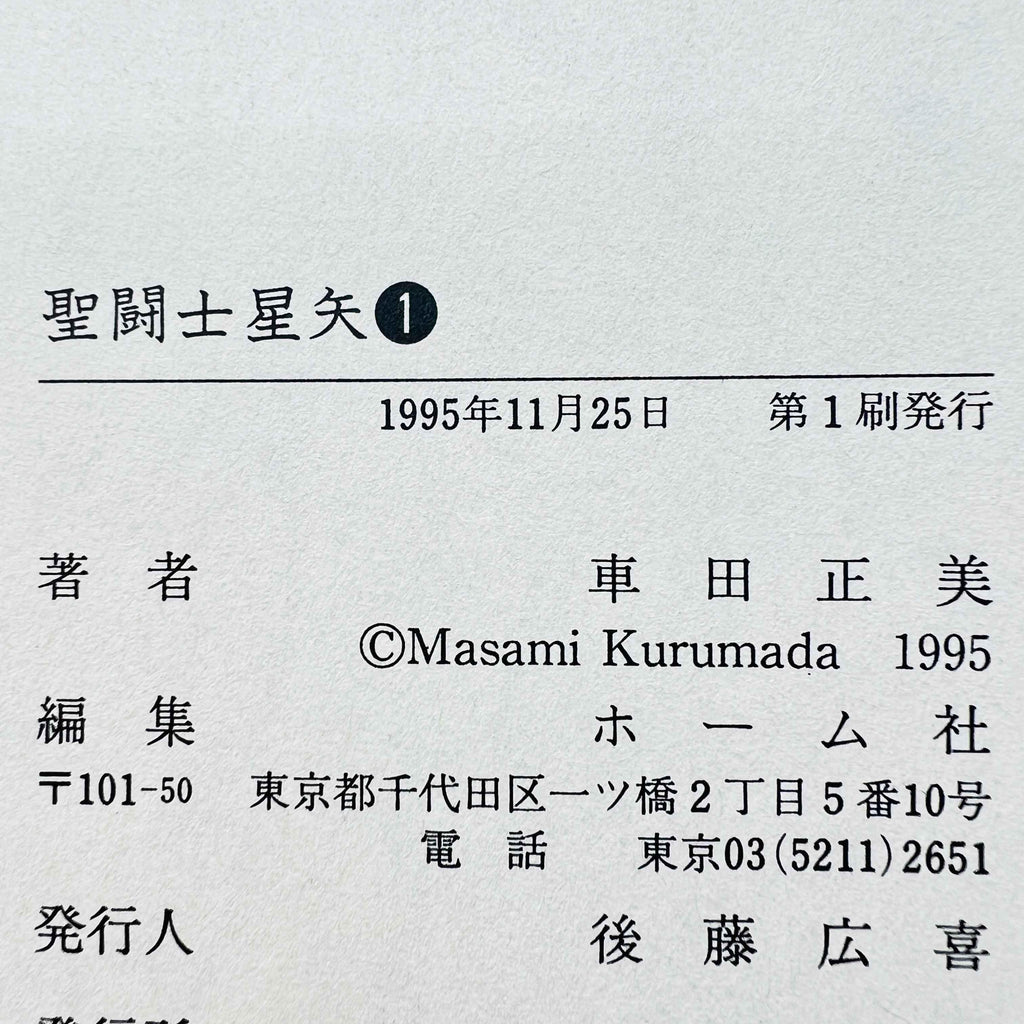 聖闘士星矢❶
1995年11月25日　第1刷発行
著者　車田正美
©Masami Kurumada 1995
編集　ホーム社
〒101-50　東京都千代田区一ツ橋2丁目5番10号
電話　東京03(5211)2651
発行人　後藤広喜
発行所